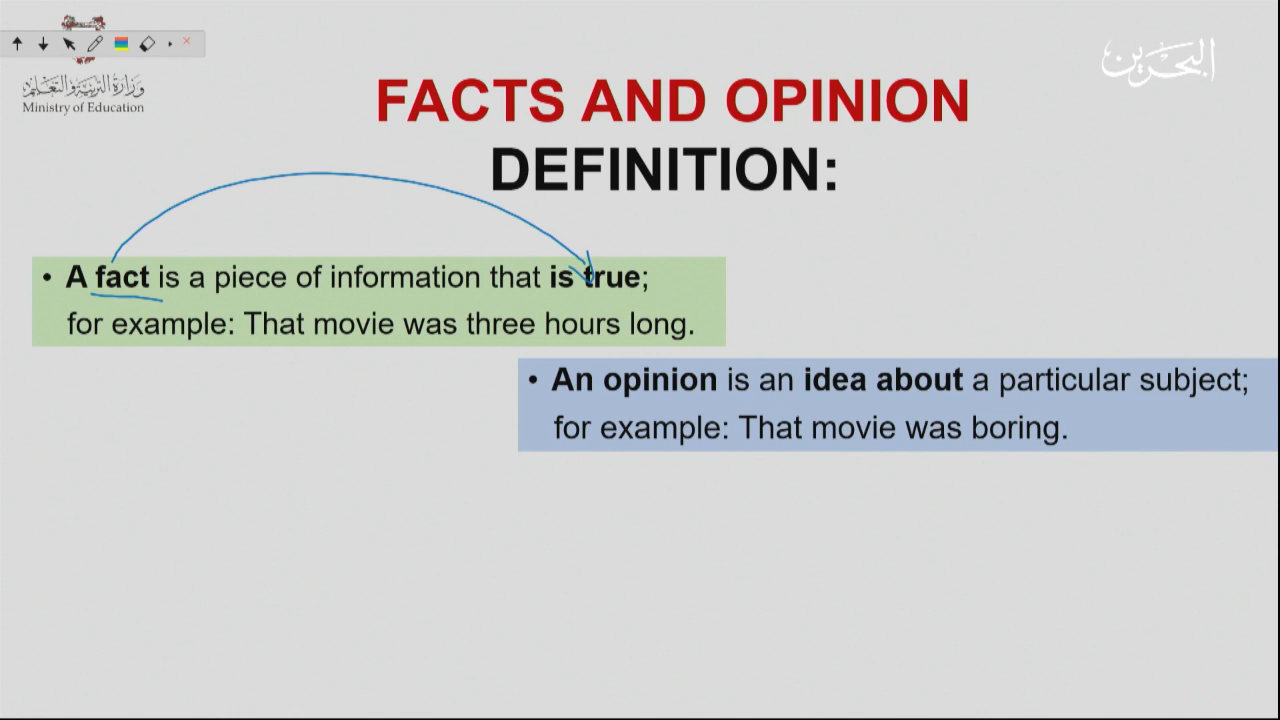 وزارة التربية والتعليم
Ministry of Education
البحرين
FACTS AND OPINION
DEFINITION:
• A fact is a piece of information that is true;
for example: That movie was three hours long.
• An opinion is an idea about a particular subject;
for example: That movie was boring.